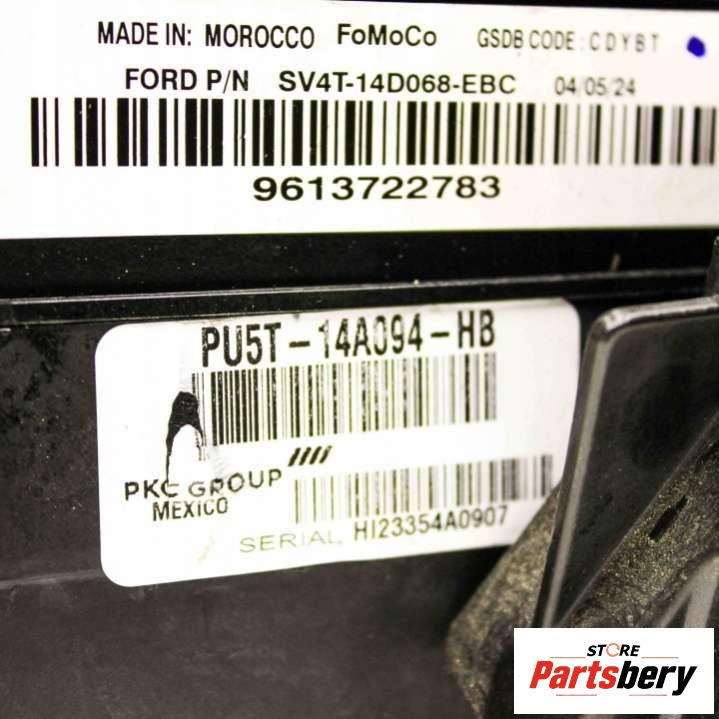 MADE IN: MOROCCO FoMoCo GSDB CODE: CDYBT
FORD P/N SV4T-14D068-EBC 04/05/24
9613722783
PU5T-14A094-HB
PKC GROUP
MEXICO
SERIAL HI23354A0907
STORE
Partsbery